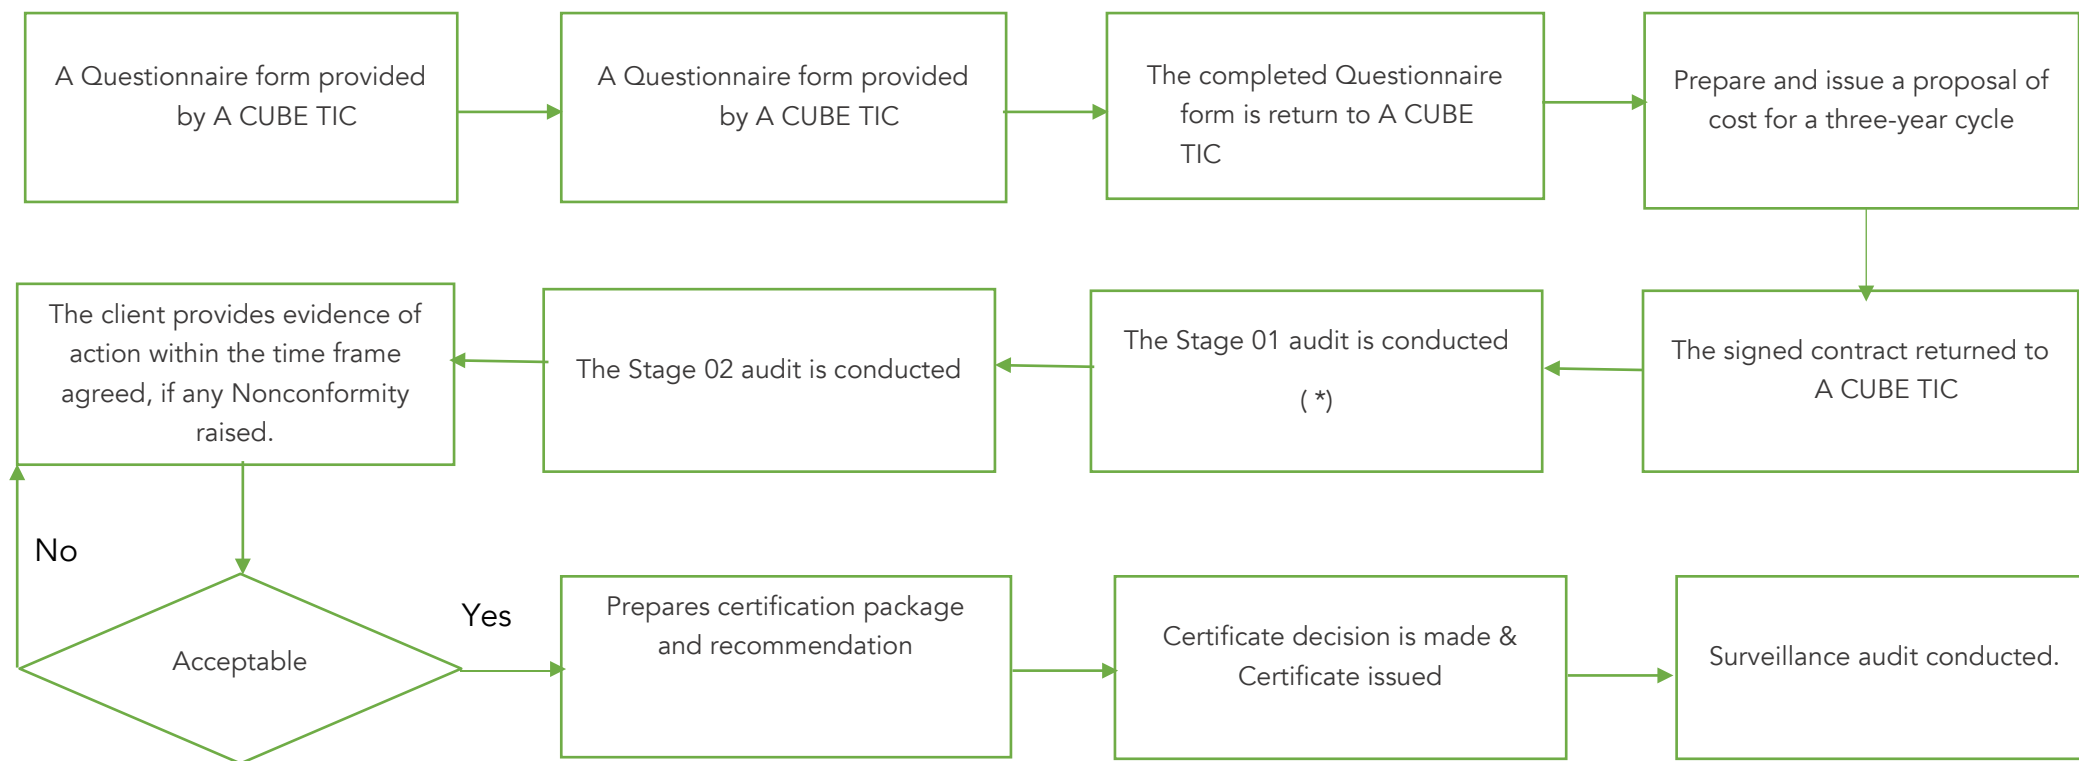 A Questionnaire form provided
by A CUBE TIC
A Questionnaire form provided
by A CUBE TIC
The completed Questionnaire
form is return to A CUBE
TIC
Prepare and issue a proposal of
cost for a three-year cycle
The client provides evidence of
action within the time frame
agreed, if any Nonconformity
raised.
The Stage 02 audit is conducted
The Stage 01 audit is conducted
( *)
The signed contract returned to
A CUBE TIC
No
Acceptable
Yes
Prepares certification package
and recommendation
Certificate decision is made &
Certificate issued
Surveillance audit conducted.